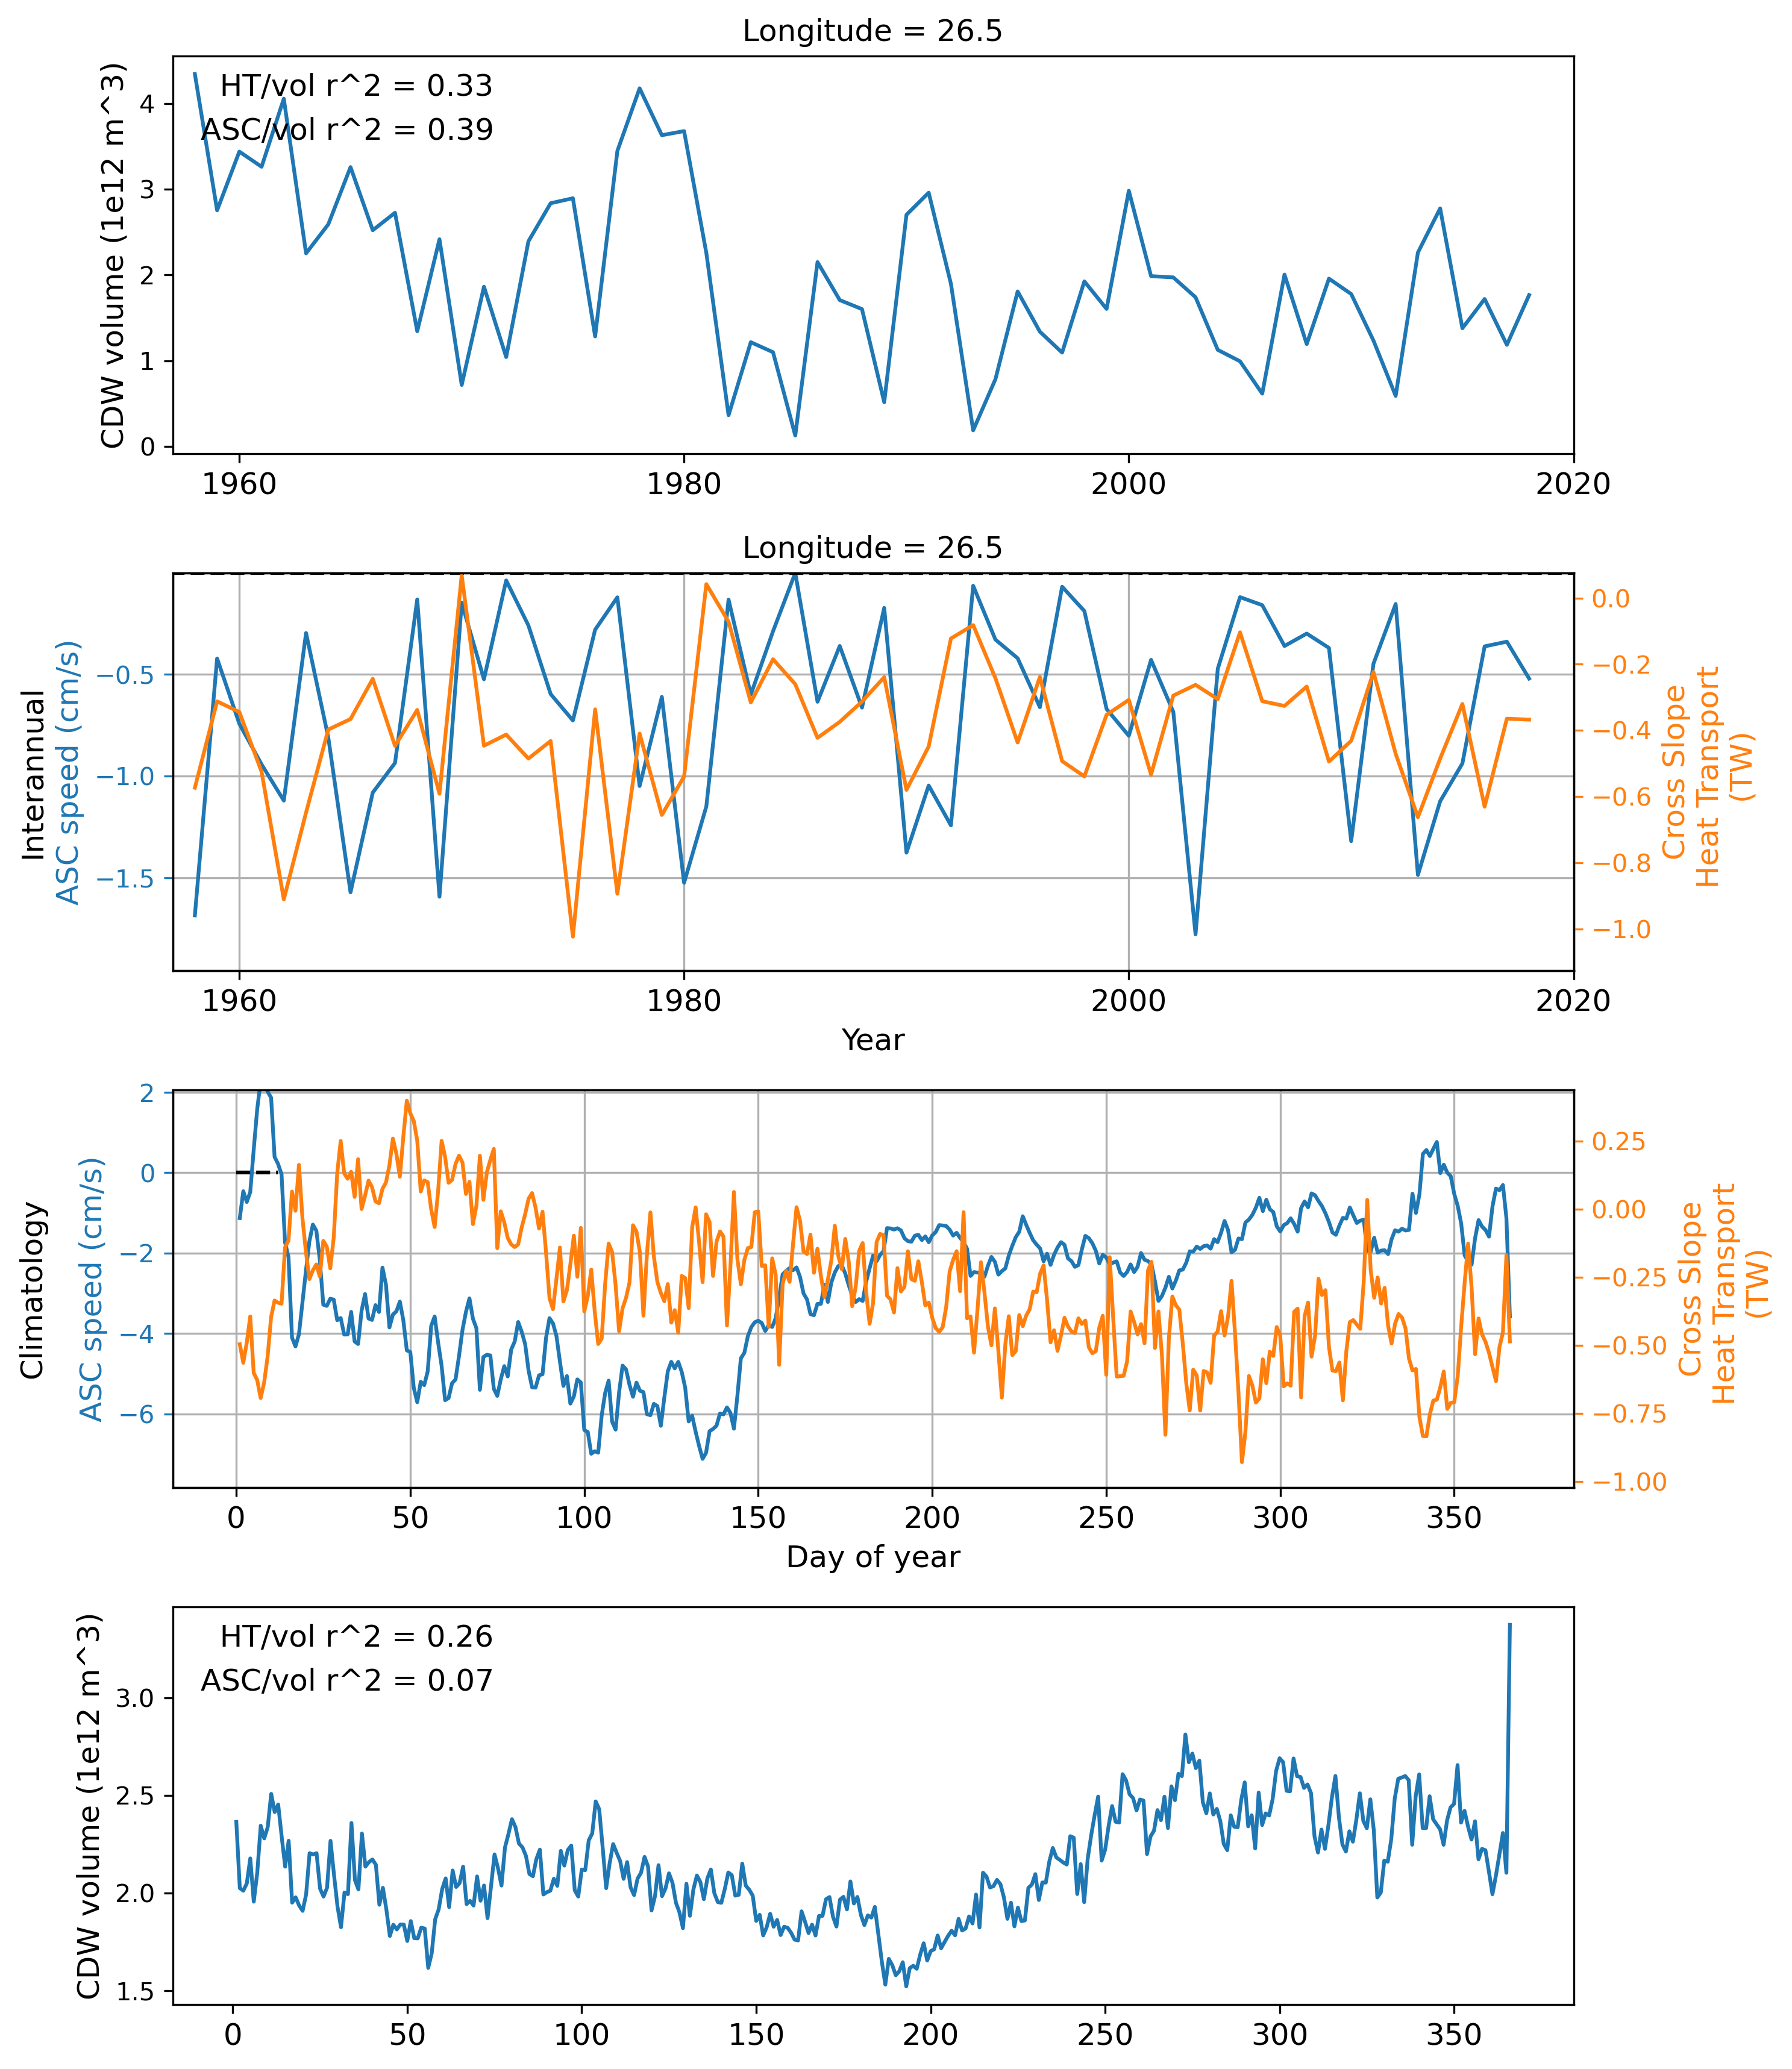 Longitude = 26.5
HT/vol r^2 = 0.33
ASC/vol r^2 = 0.39
CDW volume (1e12 m^3)
4
3
2
1
0
1960 1980 2000 2020
Longitude = 26.5
Interannual
ASC speed (cm/s)
−0.5
−1.0
−1.5
0.0
−0.2
−0.4
−0.6
−0.8
−1.0
Cross Slope
Heat Transport
(TW)
1960 1980 2000 2020
Year
Climatology
ASC speed (cm/s)
2
0
−2
−4
−6
0.25
0.00
−0.25
−0.50
−0.75
−1.00
Cross Slope
Heat Transport
(TW)
0 50 100 150 200 250 300 350
Day of year
HT/vol r^2 = 0.26
ASC/vol r^2 = 0.07
CDW volume (1e12 m^3)
3.0
2.5
2.0
1.5
0 50 100 150 200 250 300 350